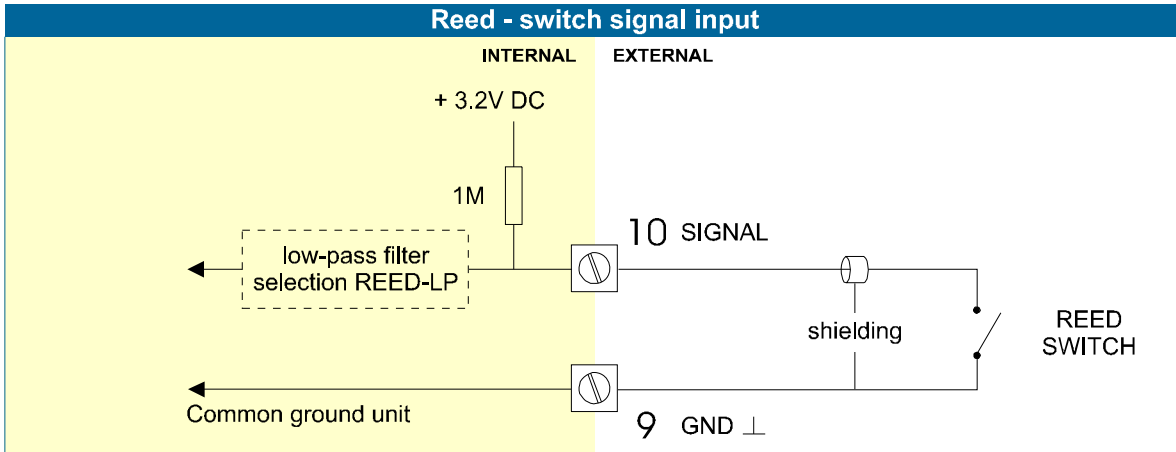 Reed - switch signal input
INTERNAL
EXTERNAL
+ 3.2V DC
1M
10 SIGNAL
low-pass filter
selection REED-LP
shielding
REED
SWITCH
Common ground unit
9 GND ⊥